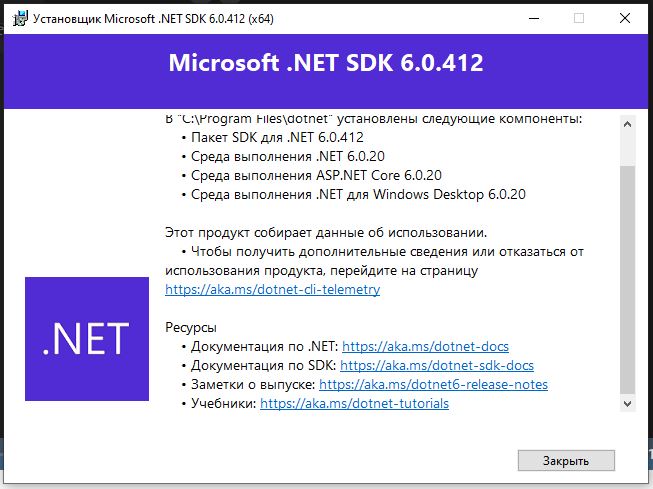 Установщик Microsoft .NET SDK 6.0.412 (x64)
Microsoft .NET SDK 6.0.412
В "C:\Program Files\dotnet" установлены следующие компоненты:
• Пакет SDK для .NET 6.0.412
• Среда выполнения .NET 6.0.20
• Среда выполнения ASP.NET Core 6.0.20
• Среда выполнения .NET для Windows Desktop 6.0.20
Этот продукт собирает данные об использовании.
• Чтобы получить дополнительные сведения или отказаться от
использования продукта, перейдите на страницу
https://aka.ms/dotnet-cli-telemetry
.NET
Ресурсы
• Документация по .NET: https://aka.ms/dotnet-docs
• Документация по SDK: https://aka.ms/dotnet-sdk-docs
• Заметки о выпуске: https://aka.ms/dotnet6-release-notes
• Учебники: https://aka.ms/dotnet-tutorials
Закрыть